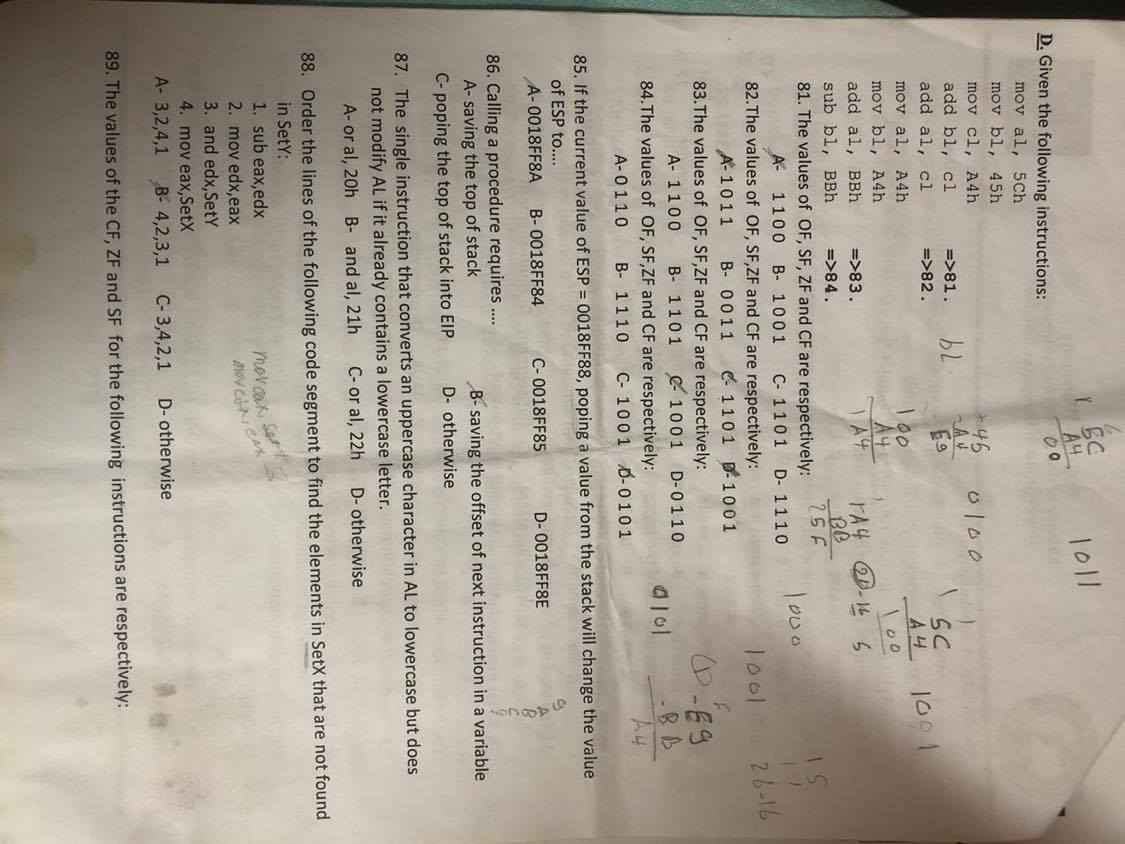 5C
A4
00
1011
D. Given the following instructions:
mov al, 5Ch
mov bl, 45h
mov cl, A4h
add bl, cl =>81.
add al, cl =>82.
mov al, A4h
mov bl, A4h
add al, BBh =>83.
sub bl, BBh =>84.
bl
+45
-A4
E9
0100
1
5C
A4
100
1001
100
A4
1A4
A4
BB
25F
1000
1001
26-16
E9
-BB
0101
81. The values of OF, SF, ZF and CF are respectively:
A- 1100 B- 1001 C- 1101 D- 1110
82.The values of OF, SF,ZF and CF are respectively:
A-1011 B- 0011 C- 1101 D-1001
83.The values of OF, SF,ZF and CF are respectively:
A- 1100 B- 1101 C- 1001 D-0110
84.The values of OF, SF,ZF and CF are respectively:
A-0110 B- 1110 C- 1001 D-0101
85. If the current value of ESP = 0018FF88, poping a value from the stack will change the value
of ESP to....
A- 0018FF8A B- 0018FF84 C- 0018FF85 D- 0018FF8E
9
A
B
C
86. Calling a procedure requires ....
A- saving the top of stack B- saving the offset of next instruction in a variable
C- poping the top of stack into EIP D- otherwise
87. The single instruction that converts an uppercase character in AL to lowercase but does
not modify AL if it already contains a lowercase letter.
A- or al, 20h B- and al, 21h C- or al, 22h D- otherwise
88. Order the lines of the following code segment to find the elements in SetX that are not found
in SetY:
1. sub eax,edx
2. mov edx,eax
3. and edx,SetY
4. mov eax,SetX
A- 3,2,4,1 B- 4,2,3,1 C- 3,4,2,1 D- otherwise
89. The values of the CF, ZF and SF for the following instructions are respectively: